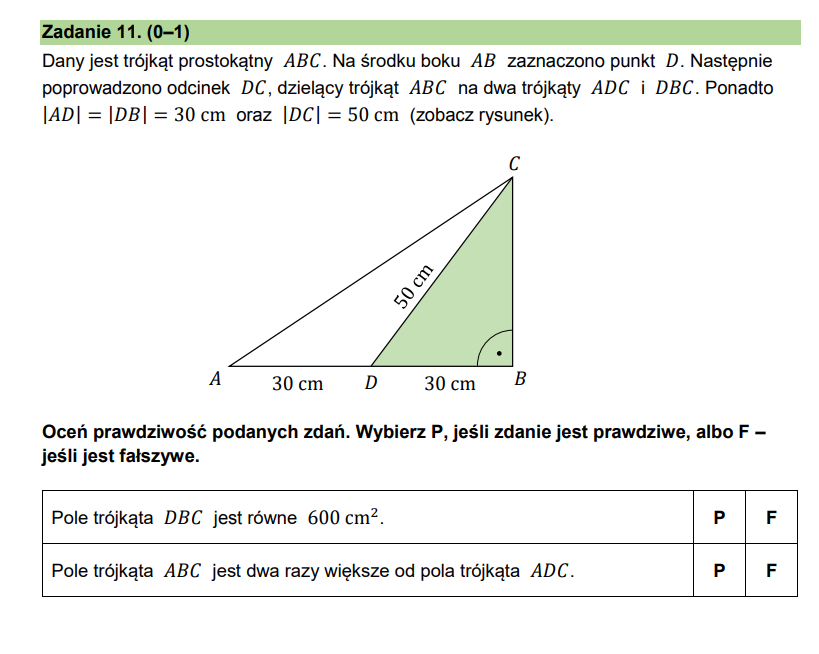 Zadanie 11. (0–1)
Dany jest trójkąt prostokątny ABC. Na środku boku AB zaznaczono punkt D. Następnie
poprowadzono odcinek DC, dzielący trójkąt ABC na dwa trójkąty ADC i DBC. Ponadto
|AD| = |DB| = 30 cm oraz |DC| = 50 cm (zobacz rysunek).
C
50 cm
A
30 cm
D
30 cm
B
Oceń prawdziwość podanych zdań. Wybierz P, jeśli zdanie jest prawdziwe, albo F –
jeśli jest fałszywe.
Pole trójkąta DBC jest równe 600 cm². P F
Pole trójkąta ABC jest dwa razy większe od pola trójkąta ADC. P F